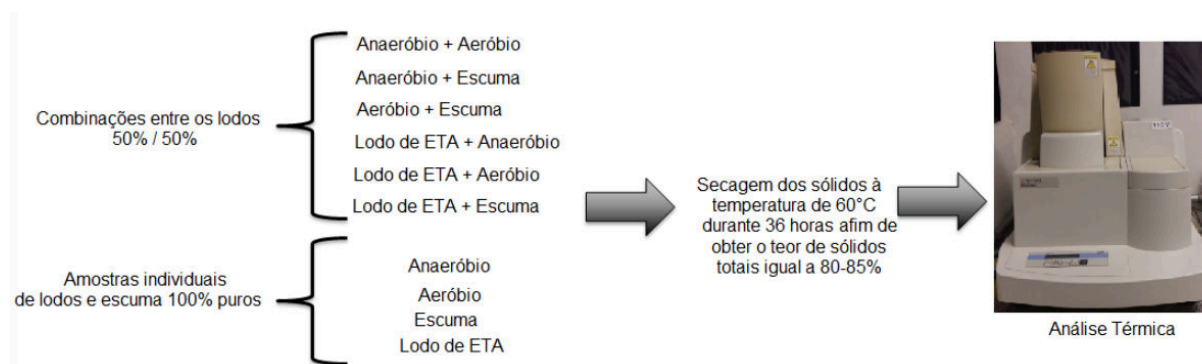 Combinações entre os lodos
50% / 50%
Anaeróbio + Aeróbio
Anaeróbio + Escuma
Aeróbio + Escuma
Lodo de ETA + Anaeróbio
Lodo de ETA + Aeróbio
Lodo de ETA + Escuma
Amostras individuais
de lodos e escuma 100% puros
Anaeróbio
Aeróbio
Escuma
Lodo de ETA
Secagem dos sólidos à
temperatura de 60°C
durante 36 horas afim de
obter o teor de sólidos
totais igual a 80-85%
Análise Térmica